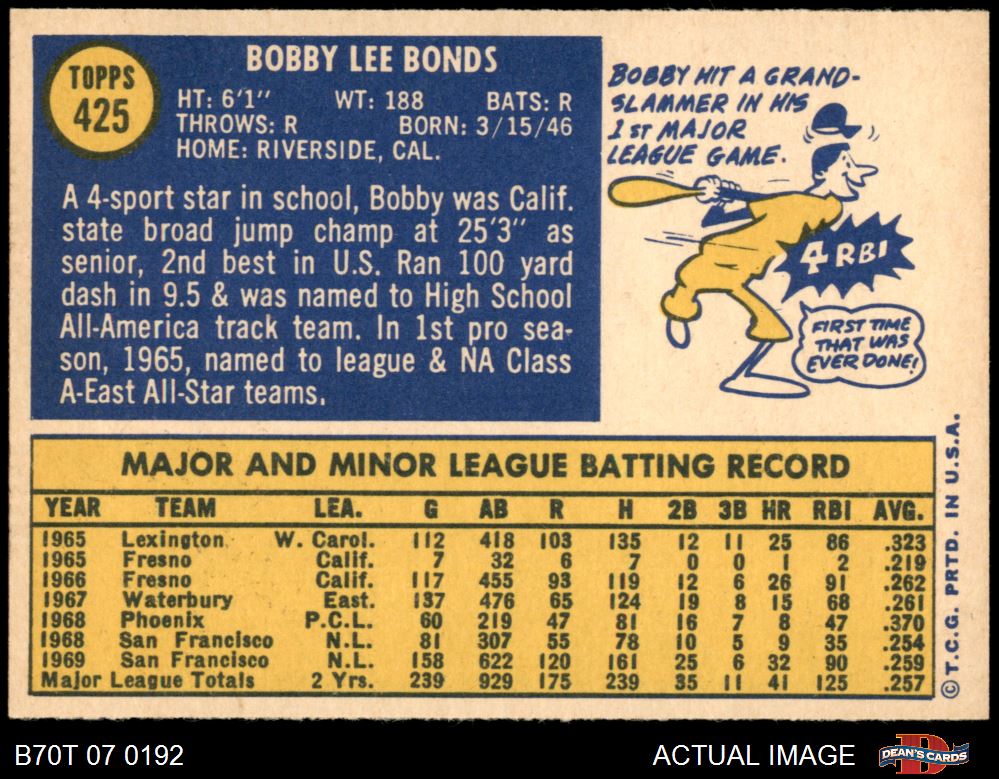 TOPPS
425
BOBBY LEE BONDS
HT: 6'1" WT: 188 BATS: R
THROWS: R BORN: 3/15/46
HOME: RIVERSIDE, CAL.
A 4-sport star in school, Bobby was Calif.
state broad jump champ at 25'3" as
senior, 2nd best in U.S. Ran 100 yard
dash in 9.5 & was named to High School
All-America track team. In 1st pro sea-
son, 1965, named to league & NA Class
A-East All-Star teams.
BOBBY HIT A GRAND-
SLAMMER IN HIS
1ST MAJOR
LEAGUE GAME.
4 RBI
FIRST TIME
THAT WAS
EVER DONE!
MAJOR AND MINOR LEAGUE BATTING RECORD
YEAR TEAM LEA. G AB R H 2B 3B HR RBI AVG.
1965 Lexington W. Carol. 112 418 103 135 12 11 25 86 .323
1965 Fresno Calif. 7 32 6 7 0 0 1 2 .219
1966 Fresno Calif. 117 455 93 119 12 6 26 91 .262
1967 Waterbury East. 137 476 65 124 19 8 15 68 .261
1968 Phoenix P.C.L. 60 219 47 81 16 7 8 47 .370
1968 San Francisco N.L. 81 307 55 78 10 5 9 35 .254
1969 San Francisco N.L. 158 622 120 161 25 6 32 90 .259
Major League Totals 2 Yrs. 239 929 175 239 35 11 41 125 .257
© T.C.G. PRTD. IN U.S.A.
B70T 07 0192 ACTUAL IMAGE
D
DEAN'S CARDS